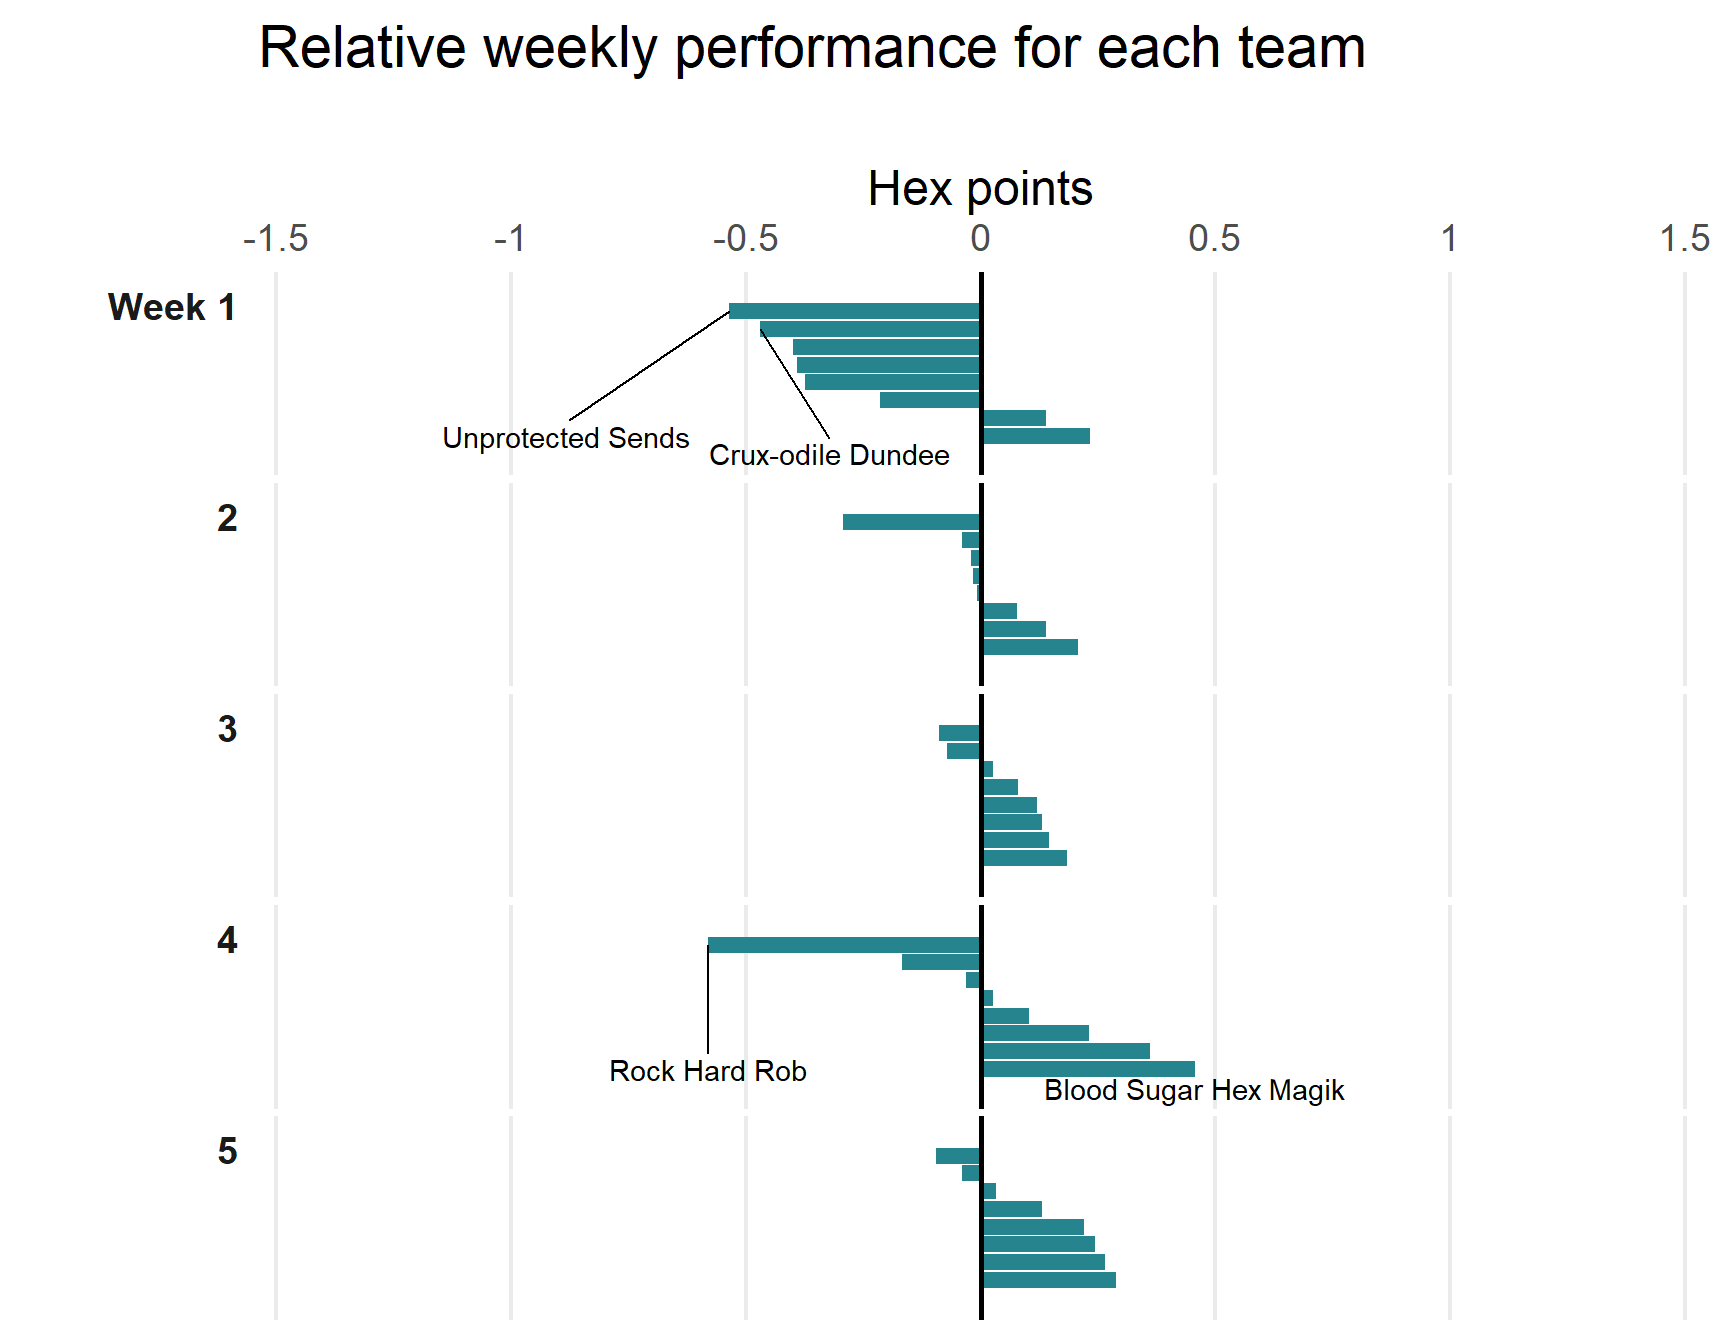 Relative weekly performance for each team
Hex points
-1.5 -1 -0.5 0 0.5 1 1.5
Week 1
Unprotected Sends
Crux-odile Dundee
2
3
4
Rock Hard Rob
Blood Sugar Hex Magik
5